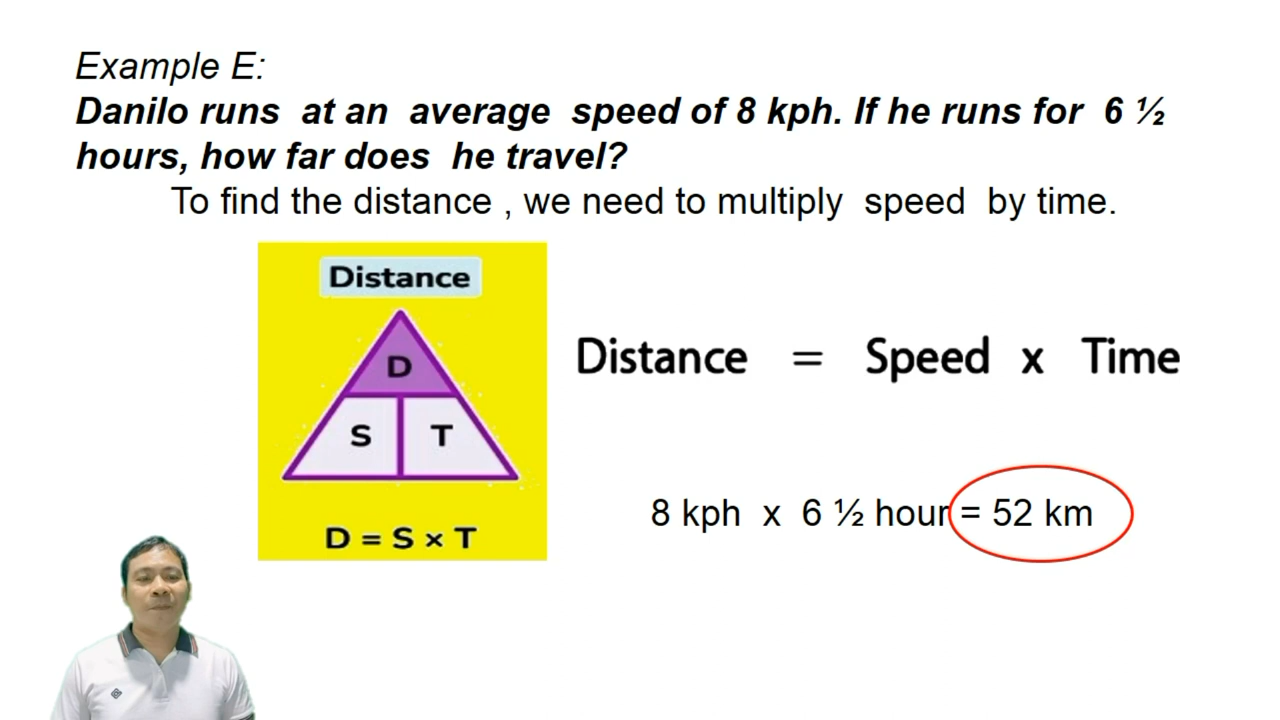 Example E:
Danilo runs at an average speed of 8 kph. If he runs for 6 ½
hours, how far does he travel?
To find the distance , we need to multiply speed by time.
Distance
D
S T
D = S × T
Distance = Speed x Time
8 kph x 6 ½ hour = 52 km